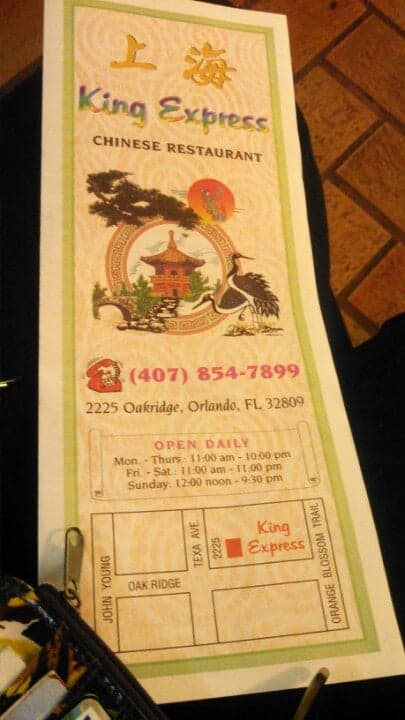 上海
King Express
CHINESE RESTAURANT
(407) 854-7899
2225 Oakridge, Orlando, FL 32809
OPEN DAILY
Mon. - Thurs.: 11:00 am - 10:00 pm
Fri. - Sat.: 11:00 am - 11:00 pm
Sunday: 12:00 noon - 9:30 pm
JOHN YOUNG
OAK RIDGE
TEXA AVE.
2225
King
Express
ORANGE BLOSSOM TRAIL